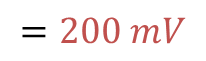 = 200 mV